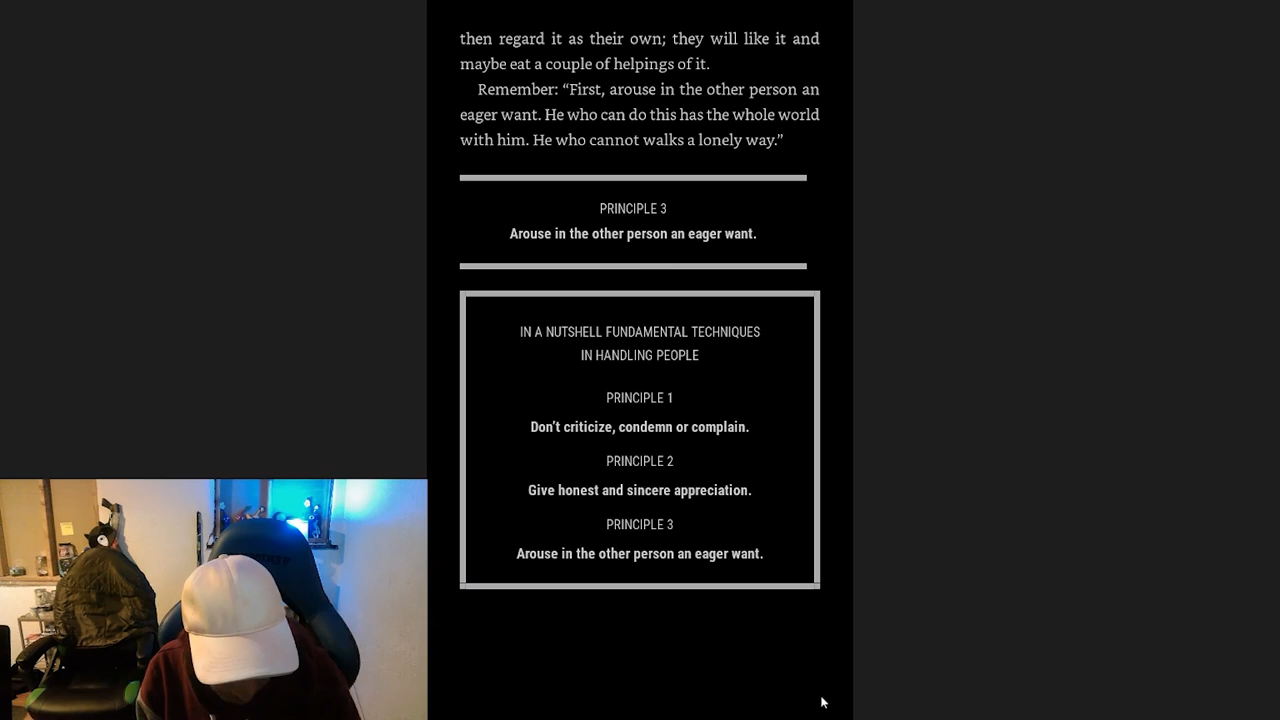 then regard it as their own; they will like it and
maybe eat a couple of helpings of it.
Remember: “First, arouse in the other person an
eager want. He who can do this has the whole world
with him. He who cannot walks a lonely way.”
PRINCIPLE 3
Arouse in the other person an eager want.
IN A NUTSHELL FUNDAMENTAL TECHNIQUES
IN HANDLING PEOPLE
PRINCIPLE 1
Don’t criticize, condemn or complain.
PRINCIPLE 2
Give honest and sincere appreciation.
PRINCIPLE 3
Arouse in the other person an eager want.